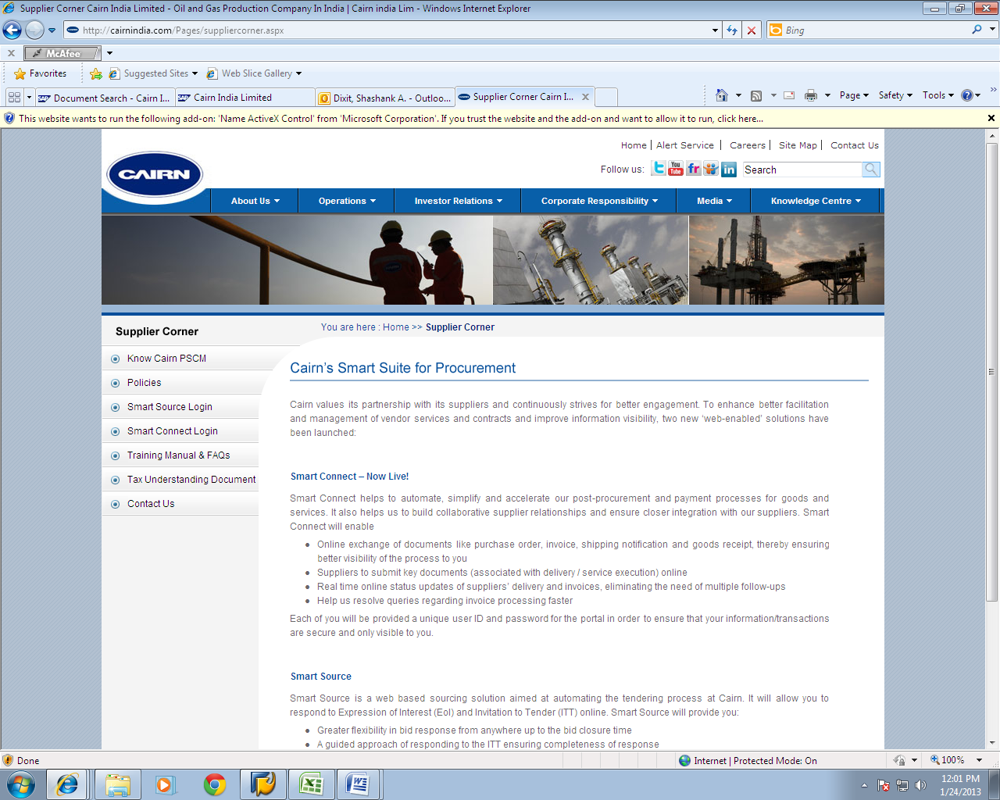 Supplier Corner Cairn India Limited - Oil and Gas Production Company In India | Cairn india Lim - Windows Internet Explorer
http://cairnindia.com/Pages/suppliercorner.aspx
Bing
McAfee
Favorites
Suggested Sites
Web Slice Gallery
Document Search - Cairn I...
Cairn India Limited
Dixit, Shashank A. - Outloo...
Supplier Corner Cairn I...
Page
Safety
Tools
This website wants to run the following add-on: 'Name ActiveX Control' from 'Microsoft Corporation'. If you trust the website and the add-on and want to allow it to run, click here...
Home | Alert Service | Careers | Site Map | Contact Us
CAIRN
Follow us:
You Tube
in
Search
About Us
Operations
Investor Relations
Corporate Responsibility
Media
Knowledge Centre
Supplier Corner
Know Cairn PSCM
Policies
Smart Source Login
Smart Connect Login
Training Manual & FAQs
Tax Understanding Document
Contact Us
You are here : Home >> Supplier Corner
Cairn’s Smart Suite for Procurement
Cairn values its partnership with its suppliers and continuously strives for better engagement. To enhance better facilitation
and management of vendor services and contracts and improve information visibility, two new ‘web-enabled’ solutions have
been launched:
Smart Connect – Now Live!
Smart Connect helps to automate, simplify and accelerate our post-procurement and payment processes for goods and
services. It also helps us to build collaborative supplier relationships and ensure closer integration with our suppliers. Smart
Connect will enable
• Online exchange of documents like purchase order, invoice, shipping notification and goods receipt, thereby ensuring
better visibility of the process to you
• Suppliers to submit key documents (associated with delivery / service execution) online
• Real time online status updates of suppliers’ delivery and invoices, eliminating the need of multiple follow-ups
• Help us resolve queries regarding invoice processing faster
Each of you will be provided a unique user ID and password for the portal in order to ensure that your information/transactions
are secure and only visible to you.
Smart Source
Smart Source is a web based sourcing solution aimed at automating the tendering process at Cairn. It will allow you to
respond to Expression of Interest (EoI) and Invitation to Tender (ITT) online. Smart Source will provide you:
• Greater flexibility in bid response from anywhere up to the bid closure time
• A guided approach of responding to the ITT ensuring completeness of response
Done
Internet | Protected Mode: On
100%
12:01 PM
1/24/2013